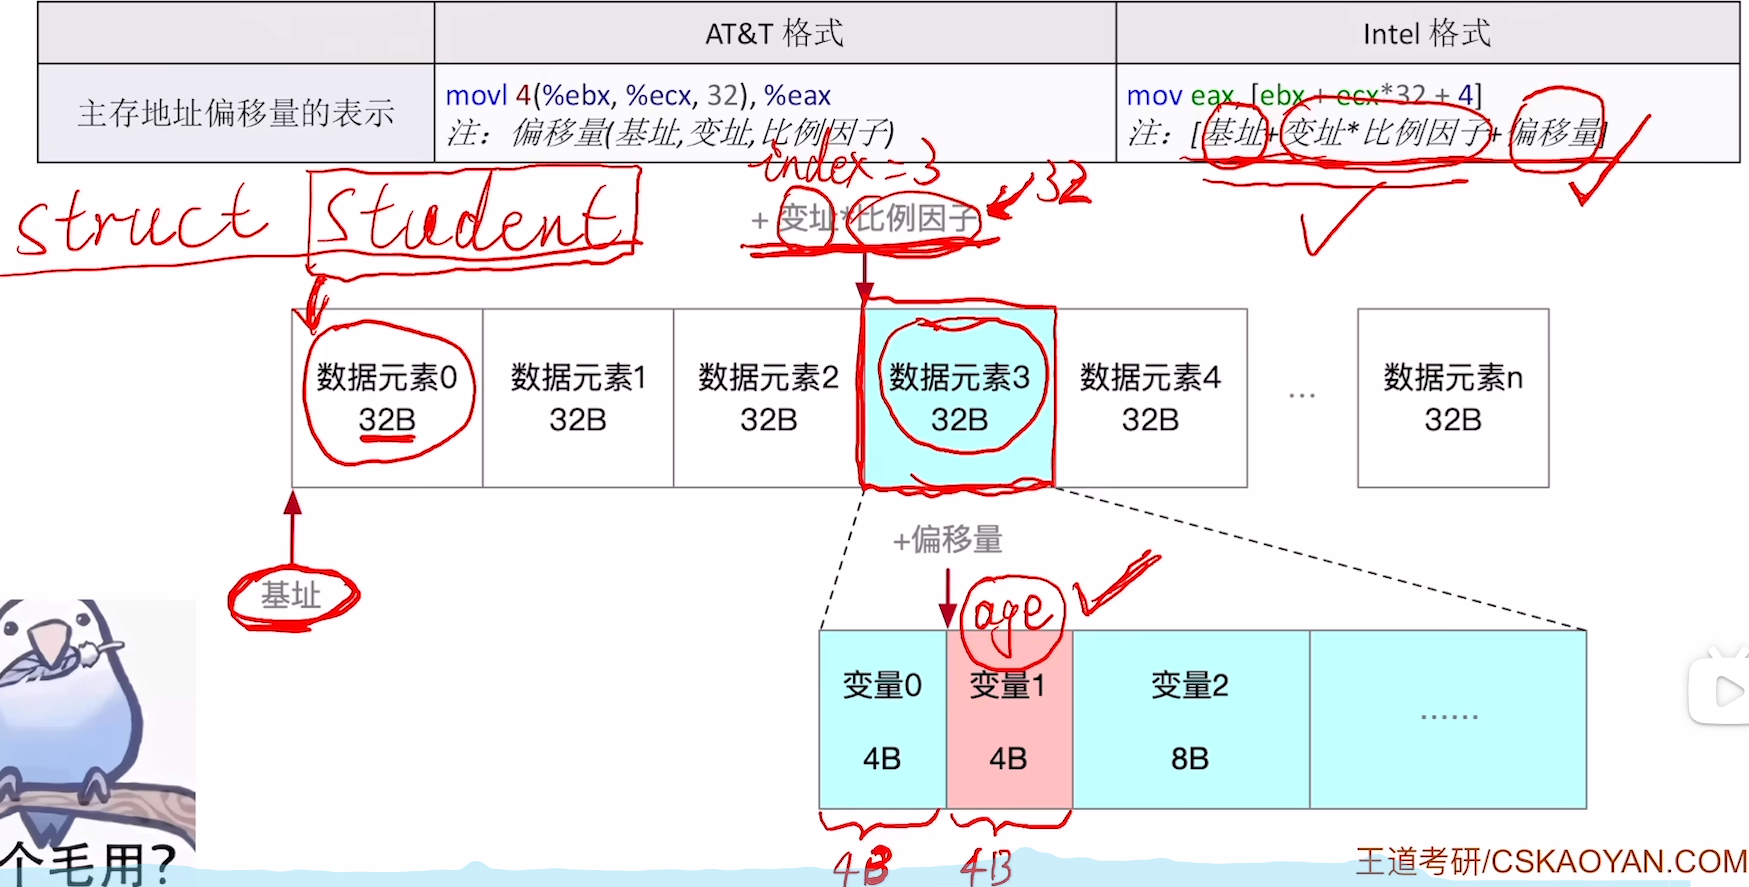 AT&T 格式
Intel 格式
主存地址偏移量的表示
movl 4(%ebx, %ecx, 32), %eax
注：偏移量(基址,变址,比例因子)
mov eax, [ebx + ecx*32 + 4]
注：[基址+变址*比例因子+偏移量]
index = 3
struct Student
+ 变址*比例因子
32
数据元素0
32B
数据元素1
32B
数据元素2
32B
数据元素3
32B
数据元素4
32B
...
数据元素n
32B
+偏移量
基址
age
变量0
4B
变量1
4B
变量2
8B
......
4B
4B
个毛用?
王道考研/CSKAOYAN.COM